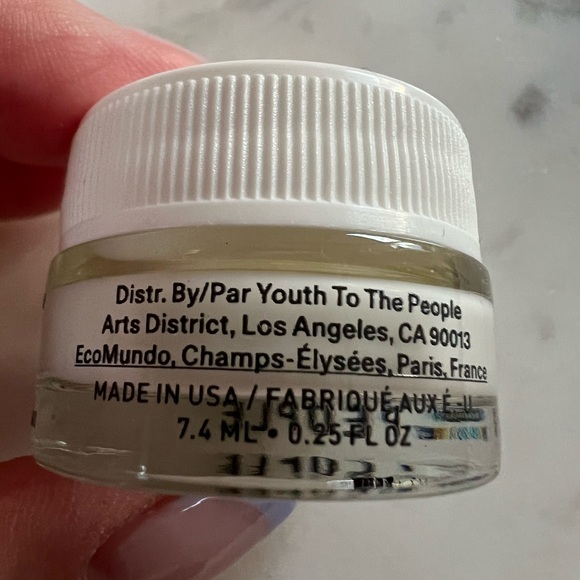 Distr. By/Par Youth To The People
Arts District, Los Angeles, CA 90013
EcoMundo, Champs-Élysées, Paris, France
MADE IN USA / FABRIQUÉ AUX É.-U.
7.4 ML • 0.25 FL OZ